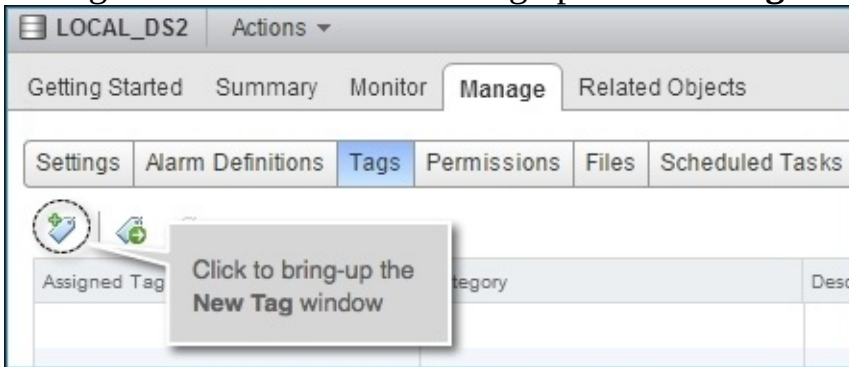 LOCAL_DS2 Actions
Getting Started Summary Monitor Manage Related Objects
Settings Alarm Definitions Tags Permissions Files Scheduled Tasks
Click to bring-up the
New Tag window
Assigned Tag tegory Desc